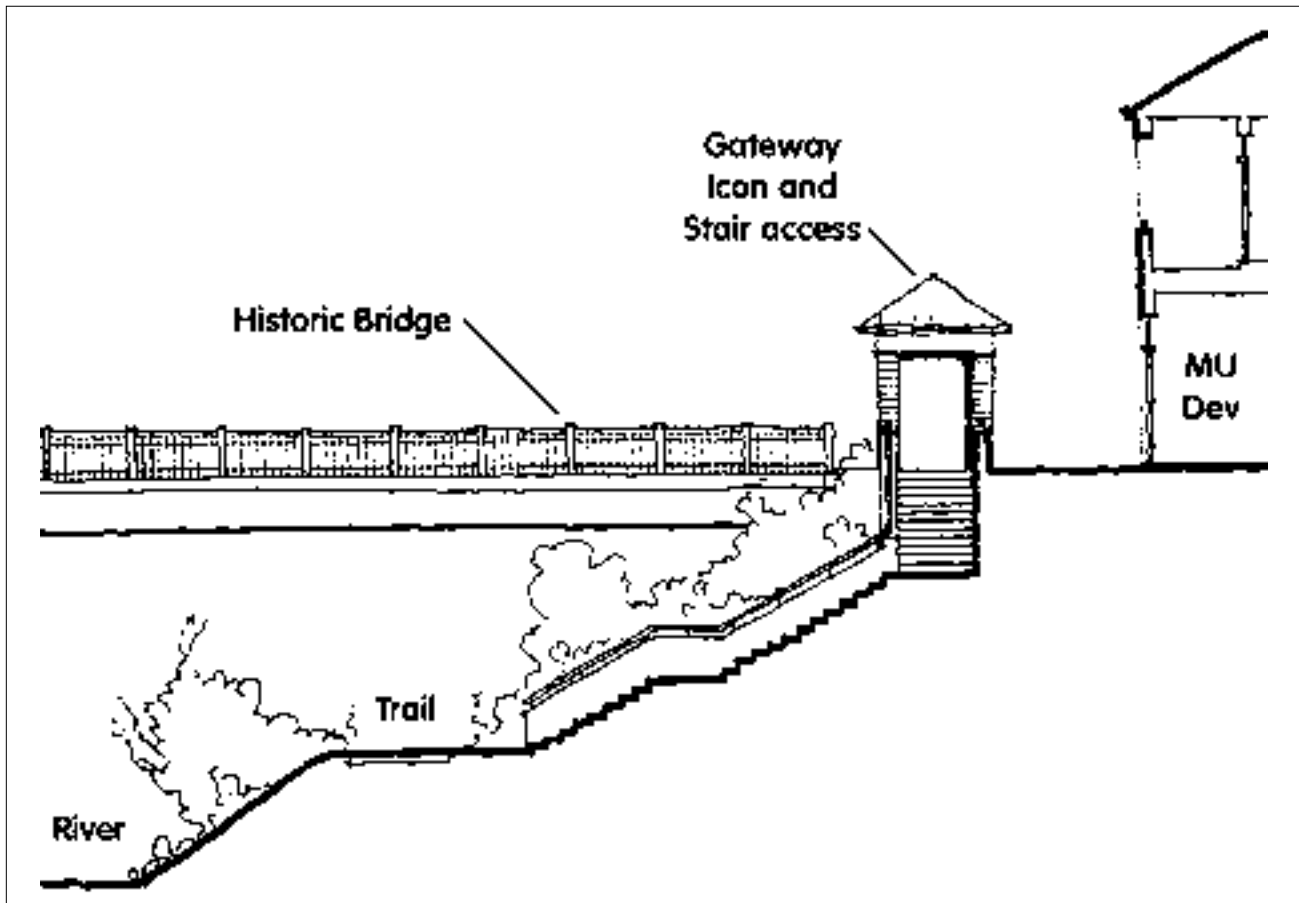 Gateway
Icon and
Stair access
Historic Bridge
MU
Dev
Trail
River